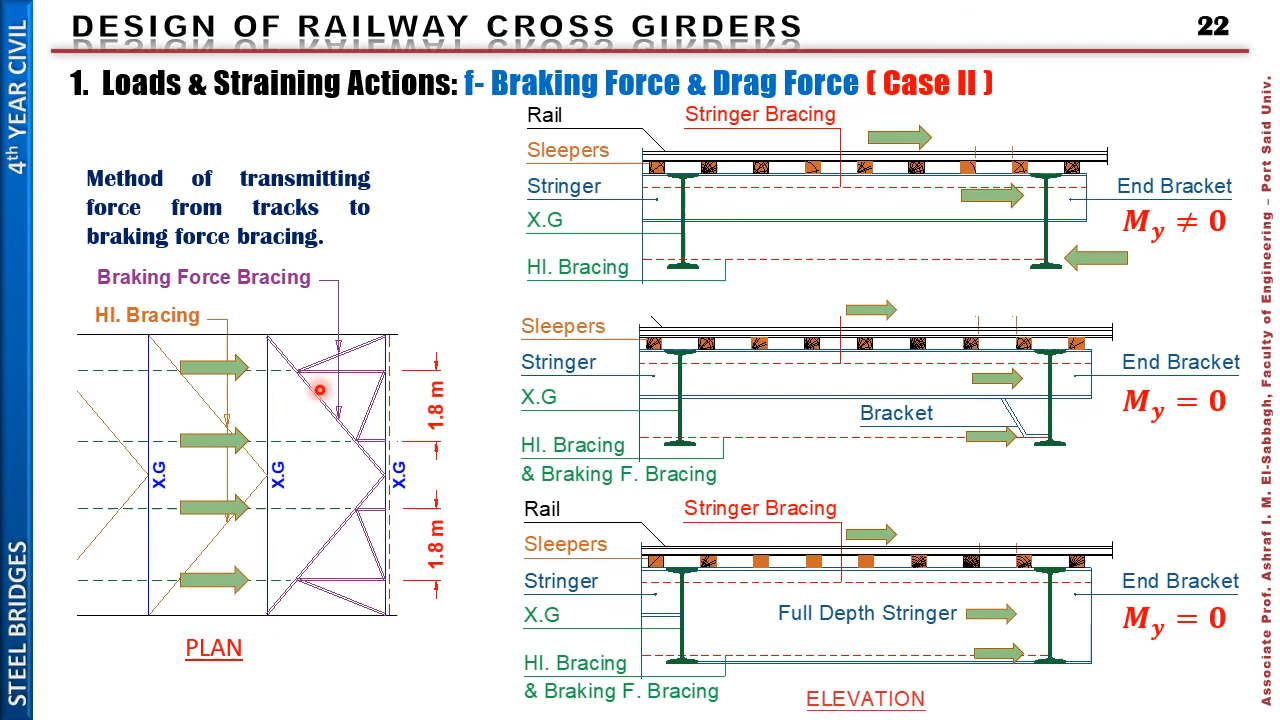 DESIGN OF RAILWAY CROSS GIRDERS
22
4th YEAR CIVIL
STEEL BRIDGES
1. Loads & Straining Actions: f- Braking Force & Drag Force ( Case II )
Method of transmitting
force from tracks to
braking force bracing.
Braking Force Bracing
Hl. Bracing
X.G
X.G
X.G
1.8 m
1.8 m
PLAN
Rail
Stringer Bracing
Sleepers
Stringer
End Bracket
X.G
My ≠ 0
Hl. Bracing
Sleepers
Stringer
End Bracket
X.G
My = 0
Bracket
Hl. Bracing
& Braking F. Bracing
Rail
Stringer Bracing
Sleepers
Stringer
End Bracket
X.G
Full Depth Stringer
My = 0
Hl. Bracing
& Braking F. Bracing
ELEVATION
Associate Prof. Ashraf I. M. El-Sabbagh, Faculty of Engineering – Port Said Univ.